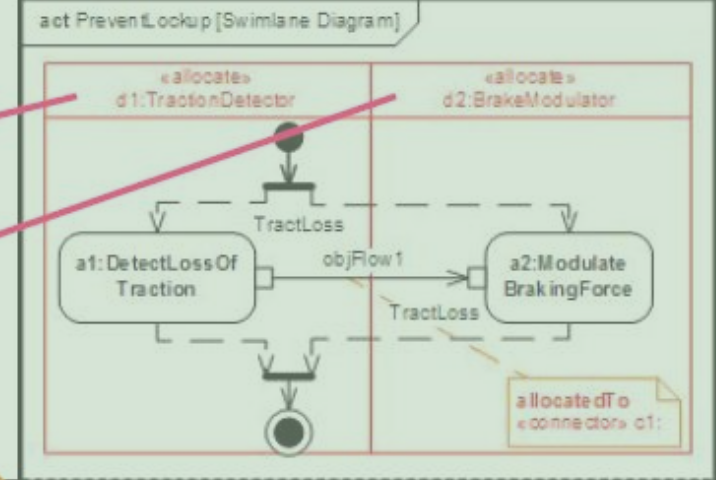 act PreventLockup [Swimlane Diagram]
«allocate»
d1:TractionDetector
«allocate»
d2:BrakeModulator
TractLoss
a1:DetectLossOf
Traction
objFlow1
a2:Modulate
BrakingForce
TractLoss
allocatedTo
«connector» c1: